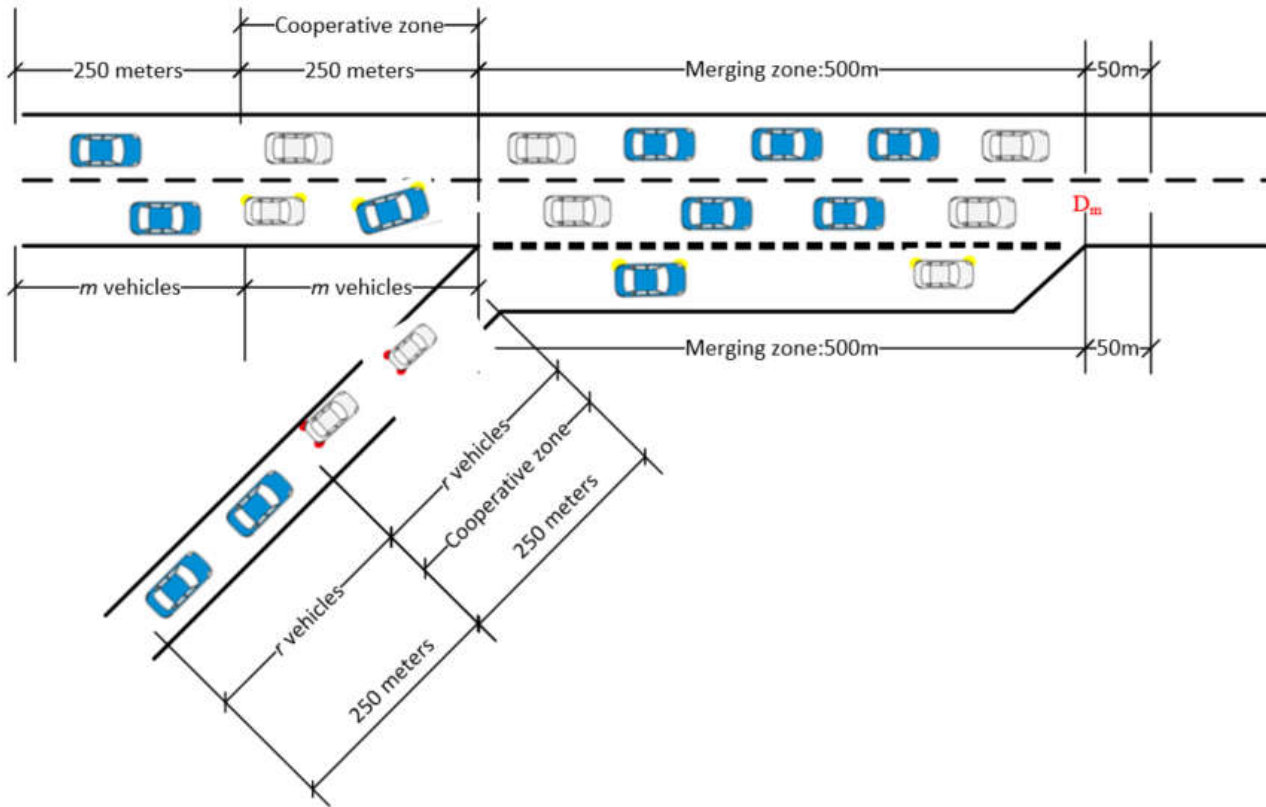 Cooperative zone
250 meters
250 meters
Merging zone:500m
50m
D_m
m vehicles
m vehicles
Merging zone:500m
50m
r vehicles
Cooperative zone
250 meters
r vehicles
250 meters